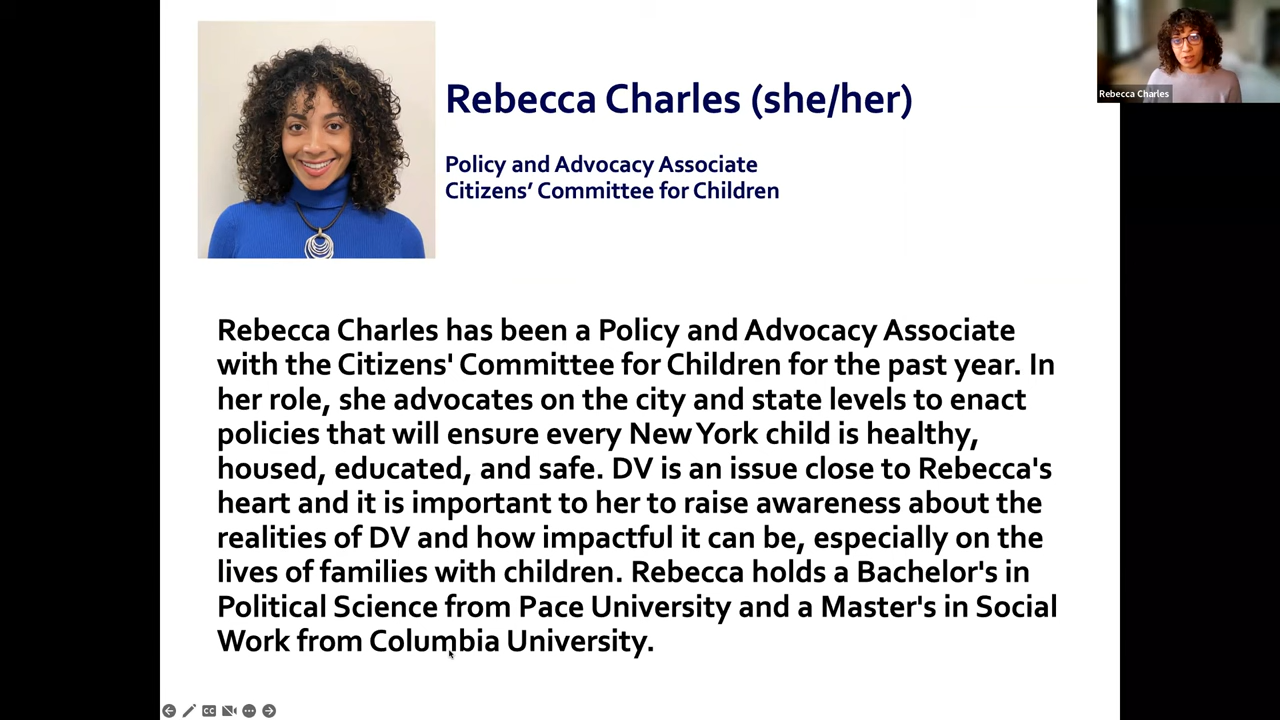 Rebecca Charles (she/her)
Policy and Advocacy Associate
Citizens’ Committee for Children
Rebecca Charles
Rebecca Charles has been a Policy and Advocacy Associate
with the Citizens' Committee for Children for the past year. In
her role, she advocates on the city and state levels to enact
policies that will ensure every New York child is healthy,
housed, educated, and safe. DV is an issue close to Rebecca's
heart and it is important to her to raise awareness about the
realities of DV and how impactful it can be, especially on the
lives of families with children. Rebecca holds a Bachelor's in
Political Science from Pace University and a Master's in Social
Work from Columbia University.
CC